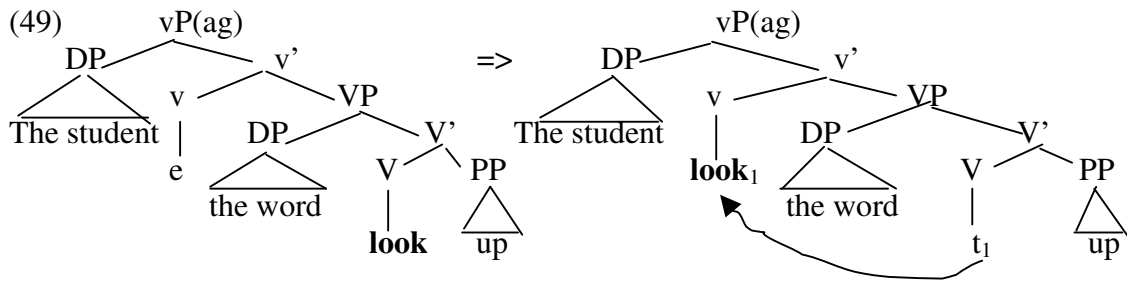 (49) vP(ag) vP(ag)
DP v’ => DP v’
v VP v VP
The student DP V’ The student DP V’
e V PP look₁ V PP
the word the word
look up t₁ up